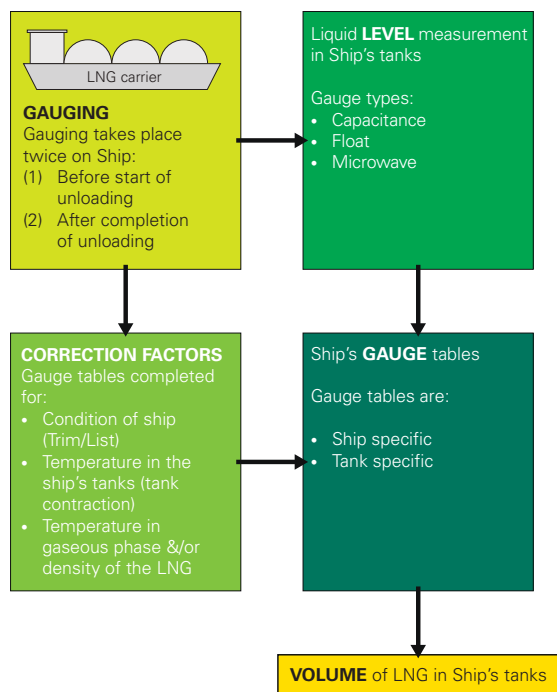 LNG carrier
GAUGING
Gauging takes place
twice on Ship:
(1) Before start of
unloading
(2) After completion
of unloading
Liquid LEVEL measurement
in Ship's tanks
Gauge types:
• Capacitance
• Float
• Microwave
CORRECTION FACTORS
Gauge tables completed
for:
• Condition of ship
(Trim/List)
• Temperature in the
ship's tanks (tank
contraction)
• Temperature in
gaseous phase &/or
density of the LNG
Ship's GAUGE tables
Gauge tables are:
• Ship specific
• Tank specific
VOLUME of LNG in Ship's tanks